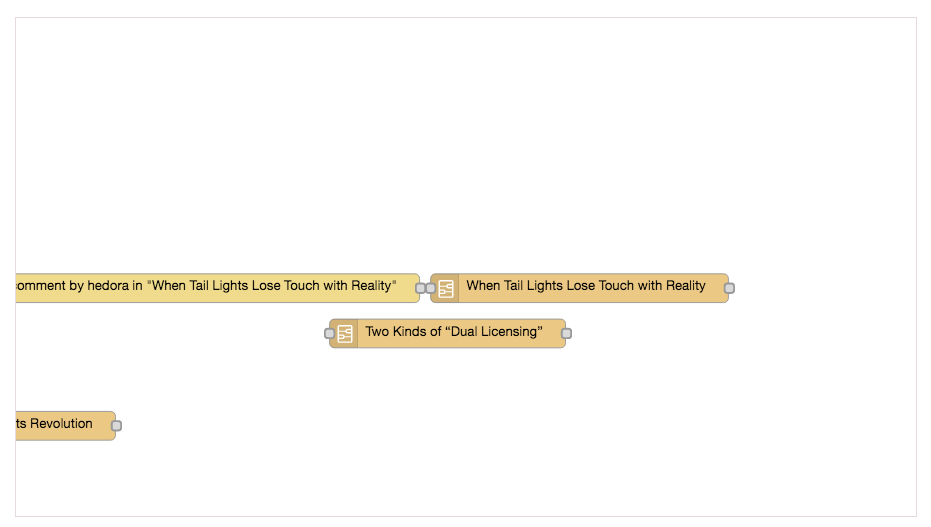 omment by hedora in "When Tail Lights Lose Touch with Reality"
When Tail Lights Lose Touch with Reality
Two Kinds of “Dual Licensing”
ts Revolution